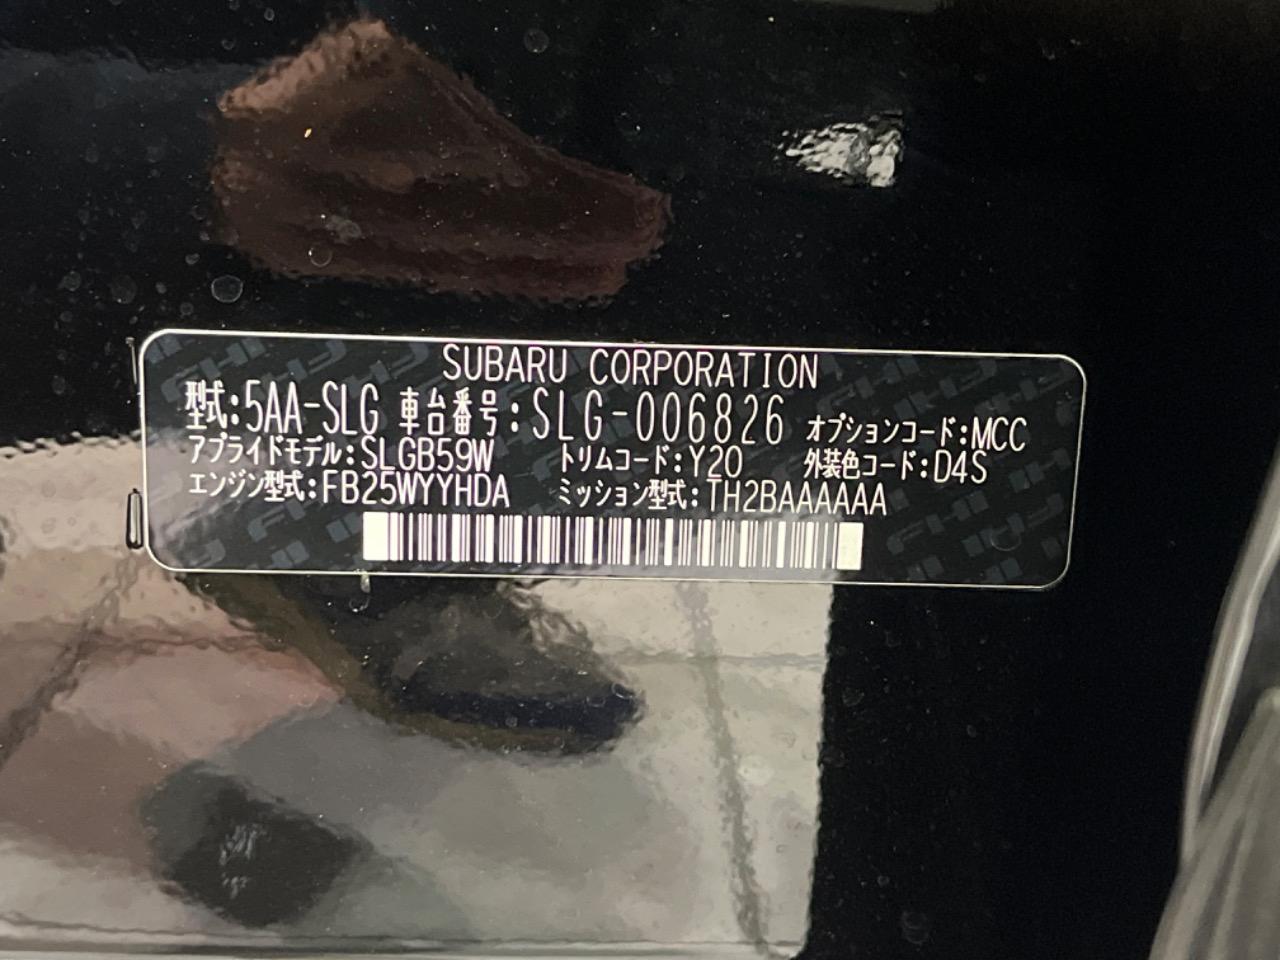 SUBARU CORPORATION
型式:5AA-SLG 車台番号:SLG-006826 オプションコード:MCC
アプライドモデル:SLGB59W トリムコード:Y20 外装色コード:D4S
エンジン型式:FB25WYYHDA ミッション型式:TH2BAAAAAA